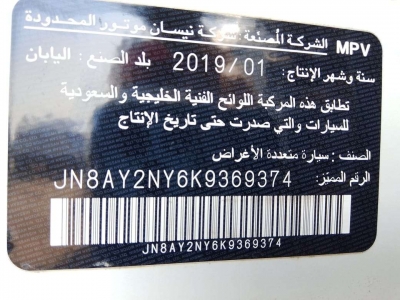 MPV الشركة المصنعة: شركة نيسان موتور المحدودة
سنة وشهر الإنتاج: 2019/01 بلد الصنع: اليابان
تطابق هذه المركبة اللوائح الفنية الخليجية والسعودية
للسيارات والتي صدرت حتى تاريخ الإنتاج
الصنف: سيارة متعددة الأغراض
الرقم المميز: JN8AY2NY6K9369374
JN8AY2NY6K9369374